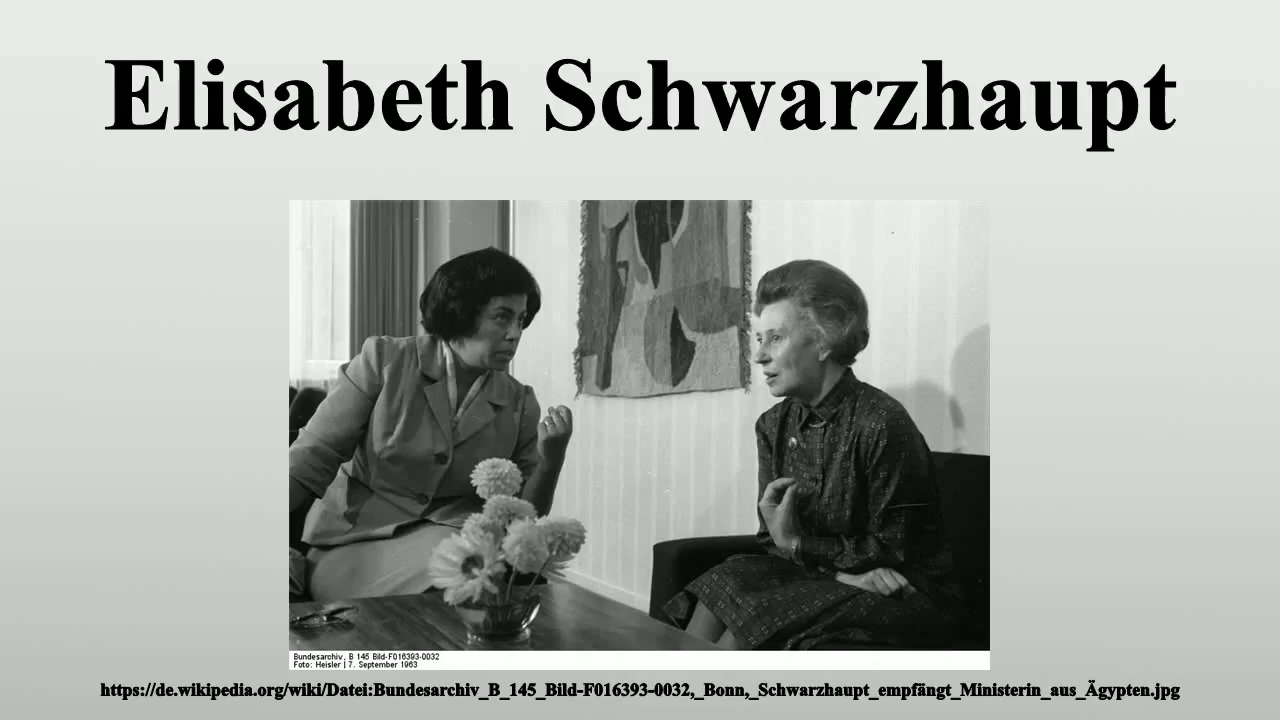 Elisabeth Schwarzhaupt
Bundesarchiv, B 145 Bild-F016393-0032
Foto: Heisler | 7. September 1963
https://de.wikipedia.org/wiki/Datei:Bundesarchiv_B_145_Bild-F016393-0032,_Bonn,_Schwarzhaupt_empfängt_Ministerin_aus_Ägypten.jpg